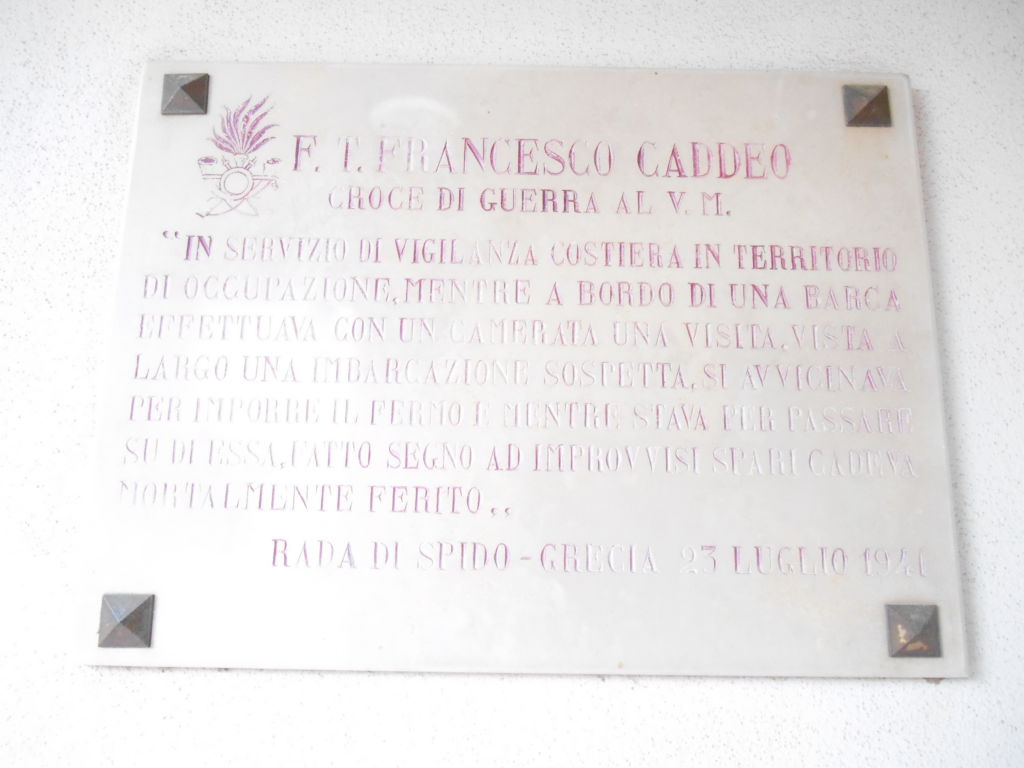 F. T. FRANCESCO CADDEO
CROCE DI GUERRA AL V. M.
“IN SERVIZIO DI VIGILANZA COSTIERA IN TERRITORIO
DI OCCUPAZIONE, MENTRE A BORDO DI UNA BARCA
EFFETTUAVA CON UN CAMERATA UNA VISITA, VISTA A
LARGO UNA IMBARCAZIONE SOSPETTA, SI AVVICINAVA
PER IMPORRE IL FERMO E MENTRE STAVA PER PASSARE
SU DI ESSA, FATTO SEGNO AD IMPROVVISI SPARI CADEVA
MORTALMENTE FERITO„
RADA DI SPIDO - GRECIA 23 LUGLIO 1941